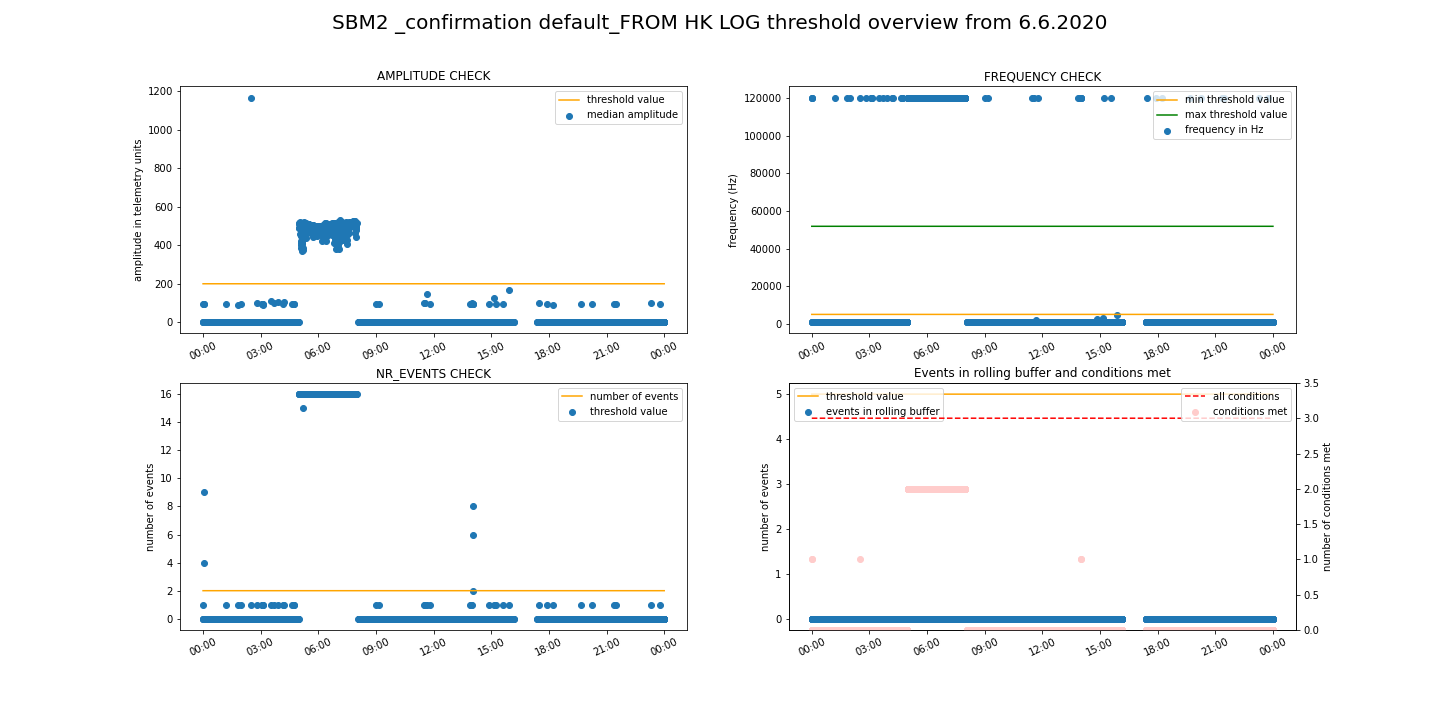 SBM2 _confirmation default_FROM HK LOG threshold overview from 6.6.2020
AMPLITUDE CHECK
amplitude in telemetry units
1200
1000
800
600
400
200
0
threshold value
median amplitude
00:00 03:00 06:00 09:00 12:00 15:00 18:00 21:00 00:00
FREQUENCY CHECK
frequency (Hz)
120000
100000
80000
60000
40000
20000
0
min threshold value
max threshold value
frequency in Hz
00:00 03:00 06:00 09:00 12:00 15:00 18:00 21:00 00:00
NR_EVENTS CHECK
number of events
16
14
12
10
8
6
4
2
0
number of events
threshold value
00:00 03:00 06:00 09:00 12:00 15:00 18:00 21:00 00:00
Events in rolling buffer and conditions met
number of events
5
4
3
2
1
0
threshold value
events in rolling buffer
all conditions
conditions met
3.5
3.0
2.5
2.0
1.5
1.0
0.5
0.0
number of conditions met
00:00 03:00 06:00 09:00 12:00 15:00 18:00 21:00 00:00